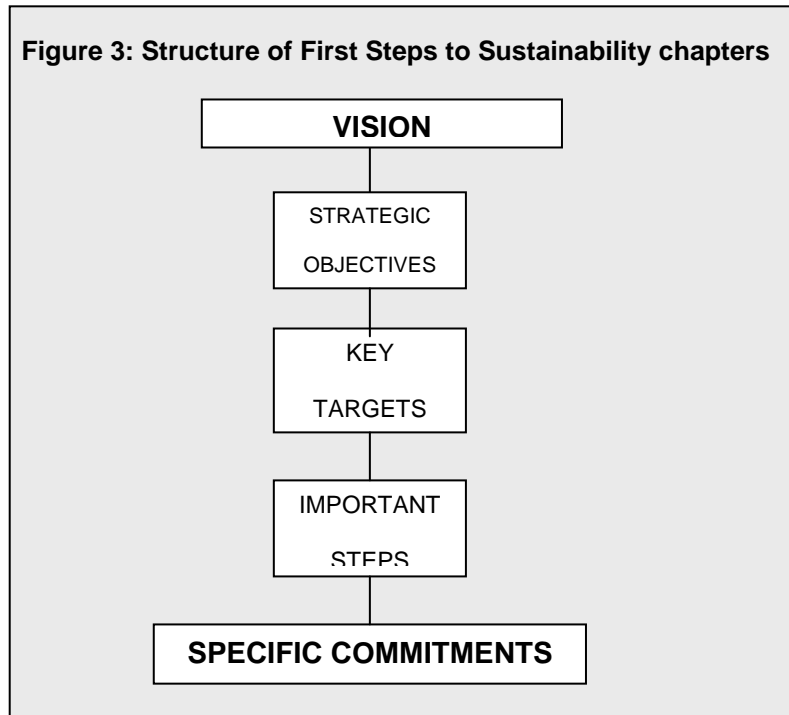 Figure 3: Structure of First Steps to Sustainability chapters
VISION
STRATEGIC
OBJECTIVES
KEY
TARGETS
IMPORTANT
STEPS
SPECIFIC COMMITMENTS